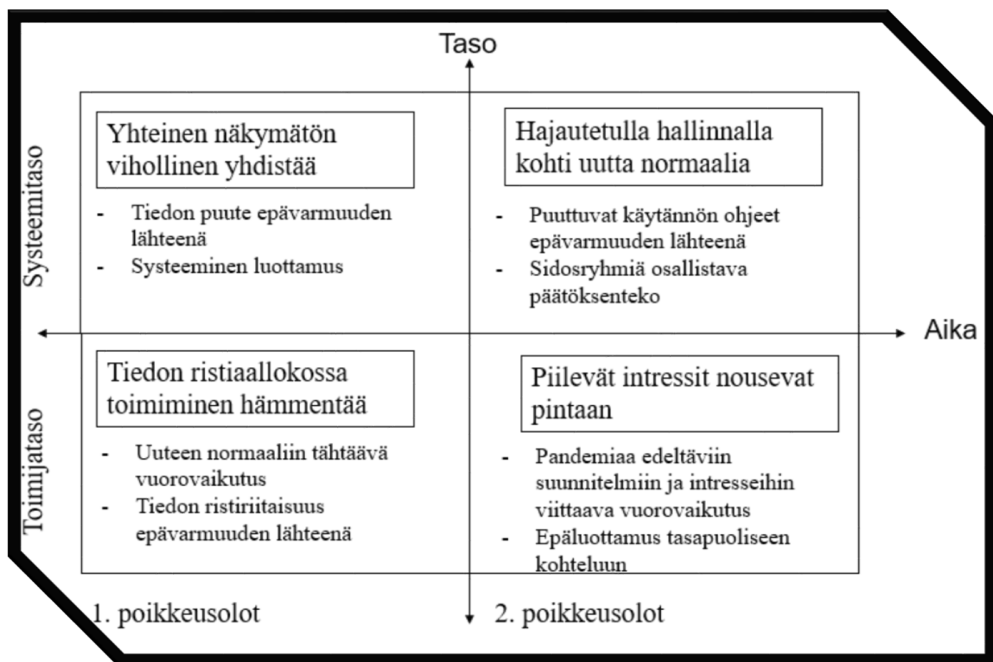 Taso
Systeemitaso
Yhteinen näkymätön
vihollinen yhdistää
- Tiedon puute epävarmuuden
lähteenä
- Systeeminen luottamus
Hajautetulla hallinnalla
kohti uutta normaalia
- Puuttuvat käytännön ohjeet
epävarmuuden lähteenä
- Sidosryhmiä osallistava
päätöksenteko
Aika
Toimijataso
Tiedon ristiaallokossa
toimiminen hämmentää
- Uuteen normaaliin tähtäävä
vuorovaikutus
- Tiedon ristiriitaisuus
epävarmuuden lähteenä
Piilevät intressit nousevat
pintaan
- Pandemiaa edeltäviin
suunnitelmiin ja intresseihin
viittaava vuorovaikutus
- Epäluottamus tasapuoliseen
kohteluun
1. poikkeusolot
2. poikkeusolot